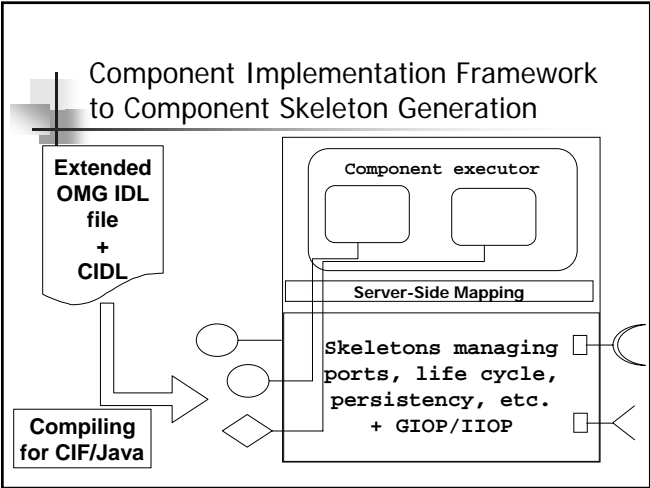 Component Implementation Framework
to Component Skeleton Generation
Extended
OMG IDL
file
+
CIDL
Compiling
for CIF/Java
Component executor
Server-Side Mapping
Skeletons managing
ports, life cycle,
persistency, etc.
+ GIOP/IIOP